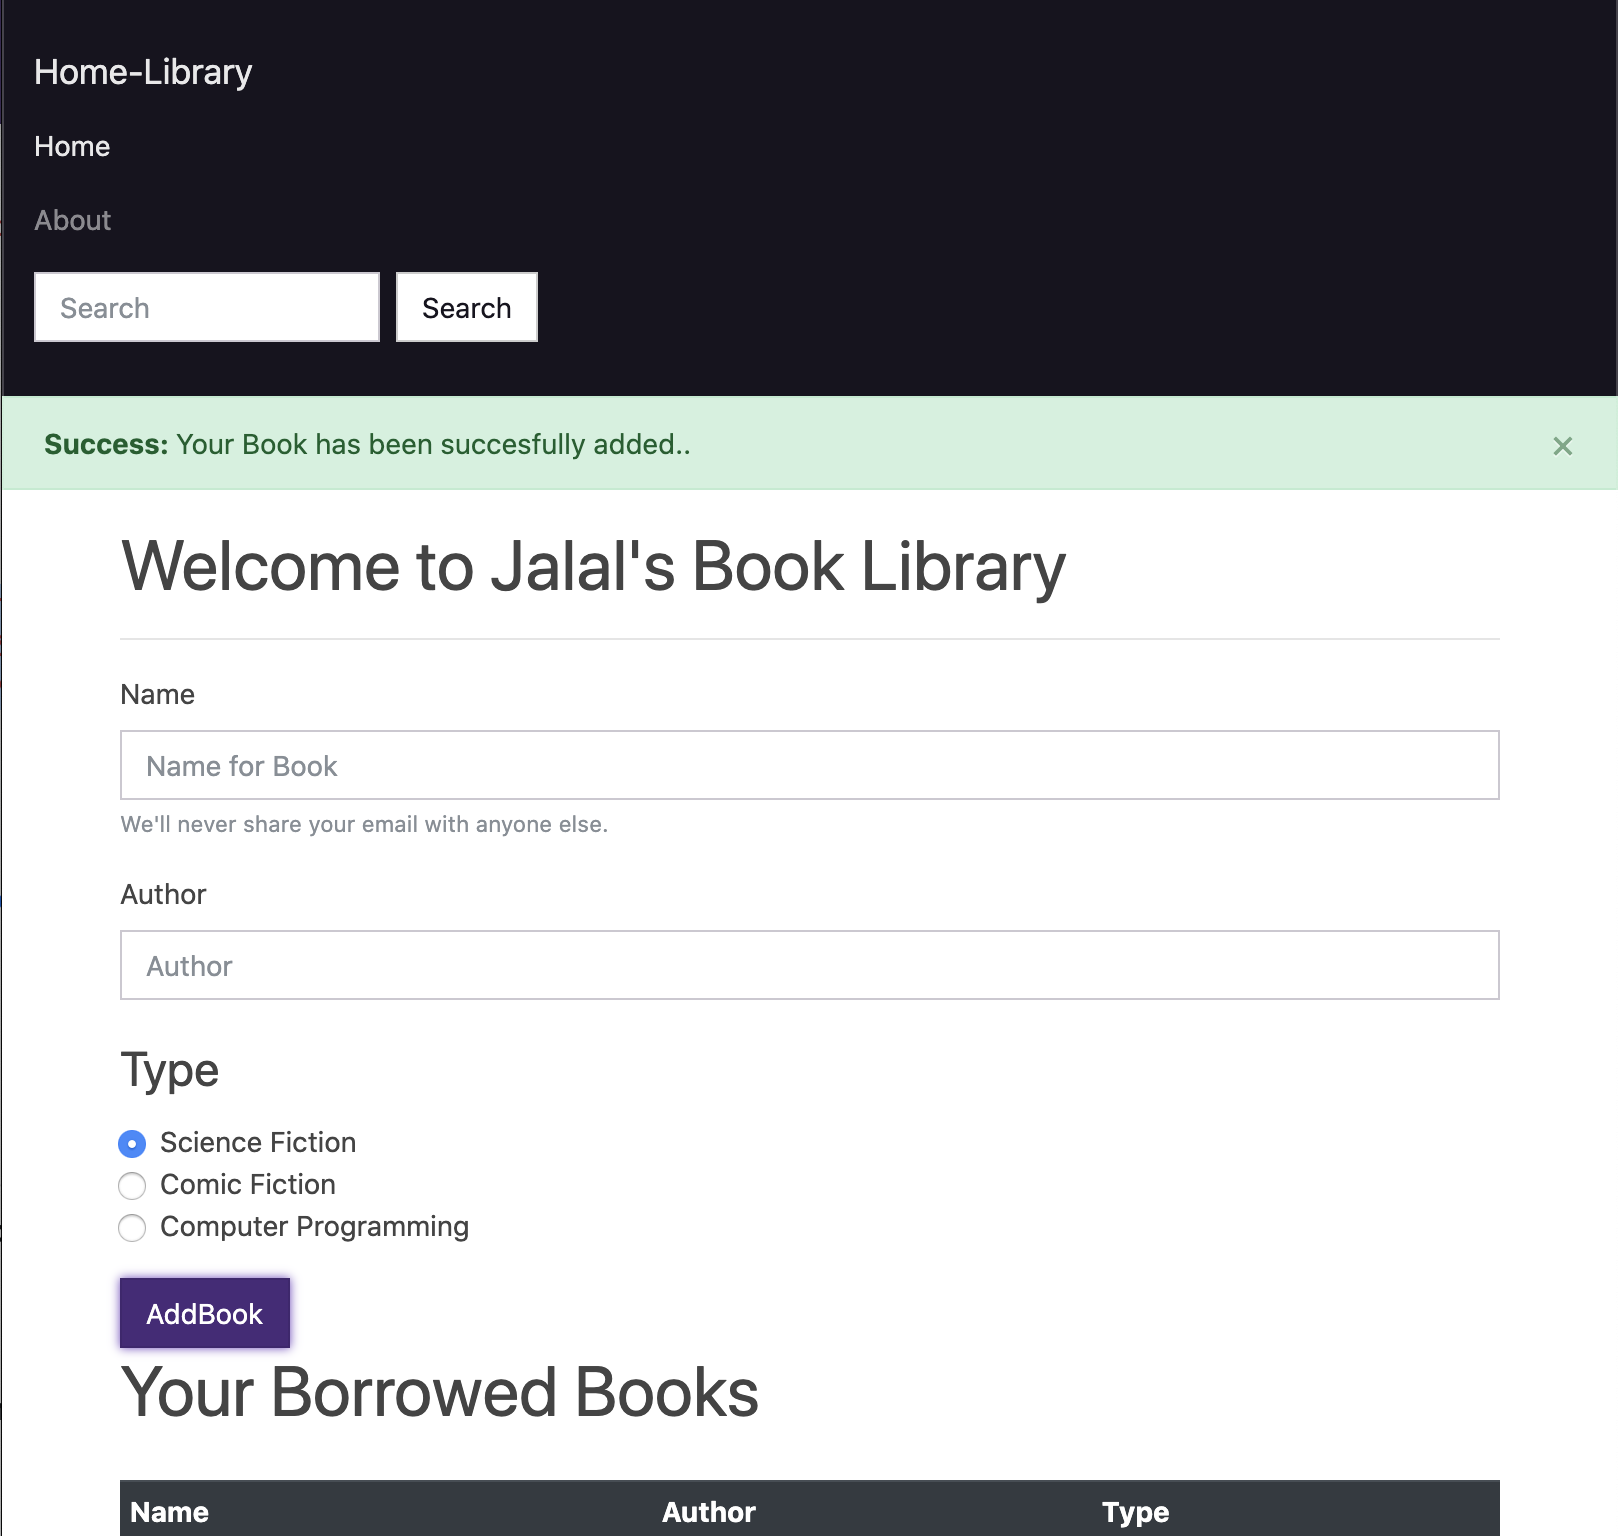 Home-Library
Home
About
Search Search
Success: Your Book has been succesfully added.. ×
Welcome to Jalal's Book Library
Name
Name for Book
We'll never share your email with anyone else.
Author
Author
Type
Science Fiction
Comic Fiction
Computer Programming
AddBook
Your Borrowed Books
Name Author Type